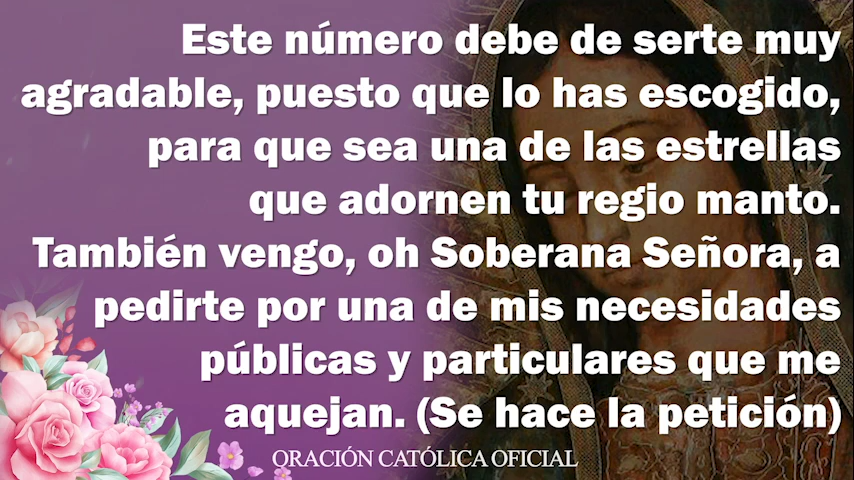 Este número debe de serte muy
agradable, puesto que lo has escogido,
para que sea una de las estrellas
que adornen tu regio manto.
También vengo, oh Soberana Señora, a
pedirte por una de mis necesidades
públicas y particulares que me
aquejan. (Se hace la petición)
ORACIÓN CATÓLICA OFICIAL